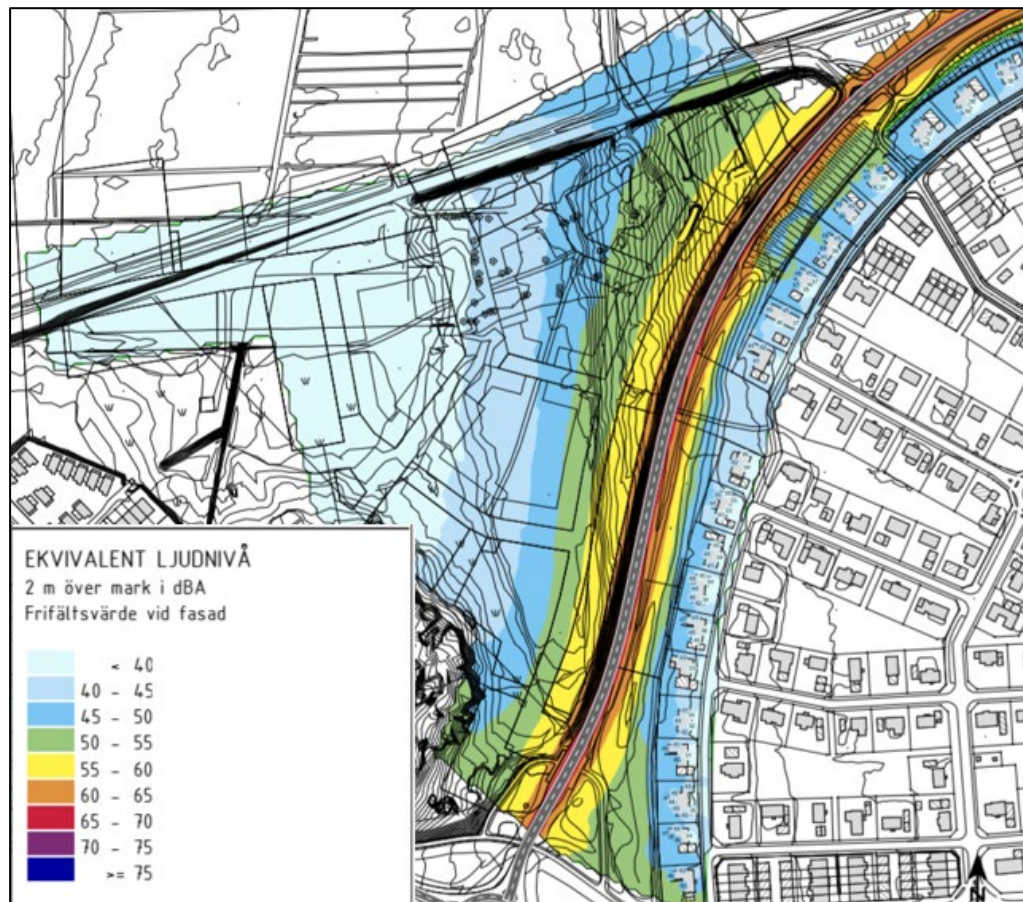 EKVIVALENT LJUDNIVÅ
2 m över mark i dBA
Frifältsvärde vid fasad
< 40
40 - 45
45 - 50
50 - 55
55 - 60
60 - 65
65 - 70
70 - 75
>= 75
N